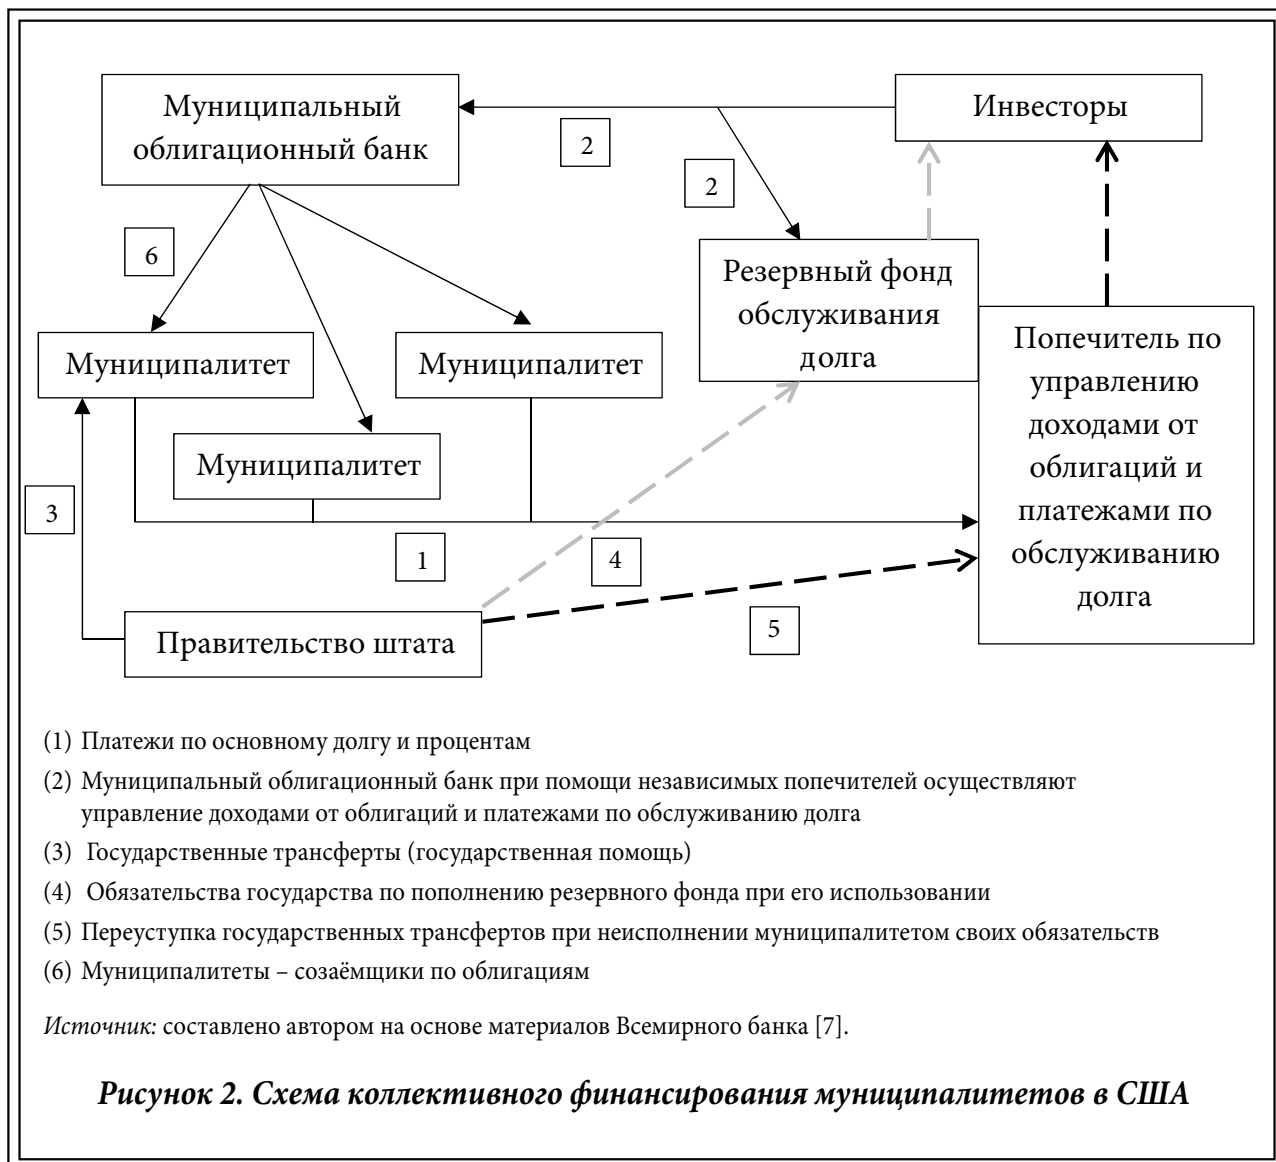 Муниципальный
облигационный банк
Инвесторы
2
2
6
Резервный фонд
обслуживания
долга
Попечитель по
управлению
доходами от
облигаций и
платежами по
обслуживанию
долга
Муниципалитет
Муниципалитет
Муниципалитет
3
1
4
5
Правительство штата
(1) Платежи по основному долгу и процентам
(2) Муниципальный облигационный банк при помощи независимых попечителей осуществляют
управление доходами от облигаций и платежами по обслуживанию долга
(3) Государственные трансферты (государственная помощь)
(4) Обязательства государства по пополнению резервного фонда при его использовании
(5) Переуступка государственных трансфертов при неисполнении муниципалитетом своих обязательств
(6) Муниципалитеты – созаёмщики по облигациям
Источник: составлено автором на основе материалов Всемирного банка [7].
Рисунок 2. Схема коллективного финансирования муниципалитетов в США